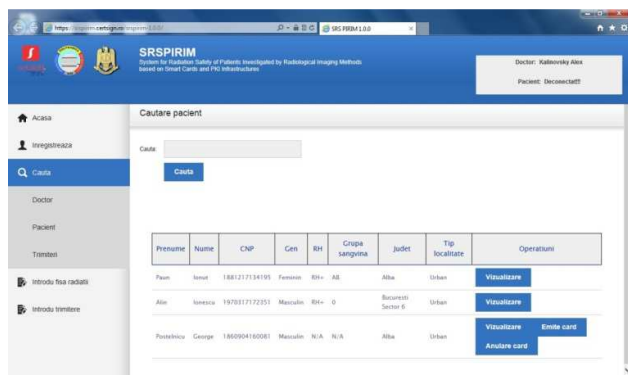 SRS PIRIM 1.0.0
SRSPIRIM
System for Radiation Safety of Patients Investigated by Radiological Imaging Methods
based on Smart Cards and PKI Infrastructures
Doctor: Kalinovsky Alex
Pacient: Deconectat!!!
Acasa
Inregistreaza
Cauta
Doctor
Pacient
Trimiteri
Introdu fisa radiatii
Introdu trimitere
Cautare pacient
Cauta
Cauta
Prenume Nume CNP Gen RH Grupa sangvina Judet Tip localitate Operatiuni
Paun Ionut 1881217134195 Feminin RH+ AB Alba Urban Vizualizare
Alin Ionescu 1970317172351 Masculin RH+ 0 Bucuresti Sector 6 Urban Vizualizare
Postelnicu George 1860904160081 Masculin N/A N/A Alba Urban Vizualizare Emite card
Anulare card